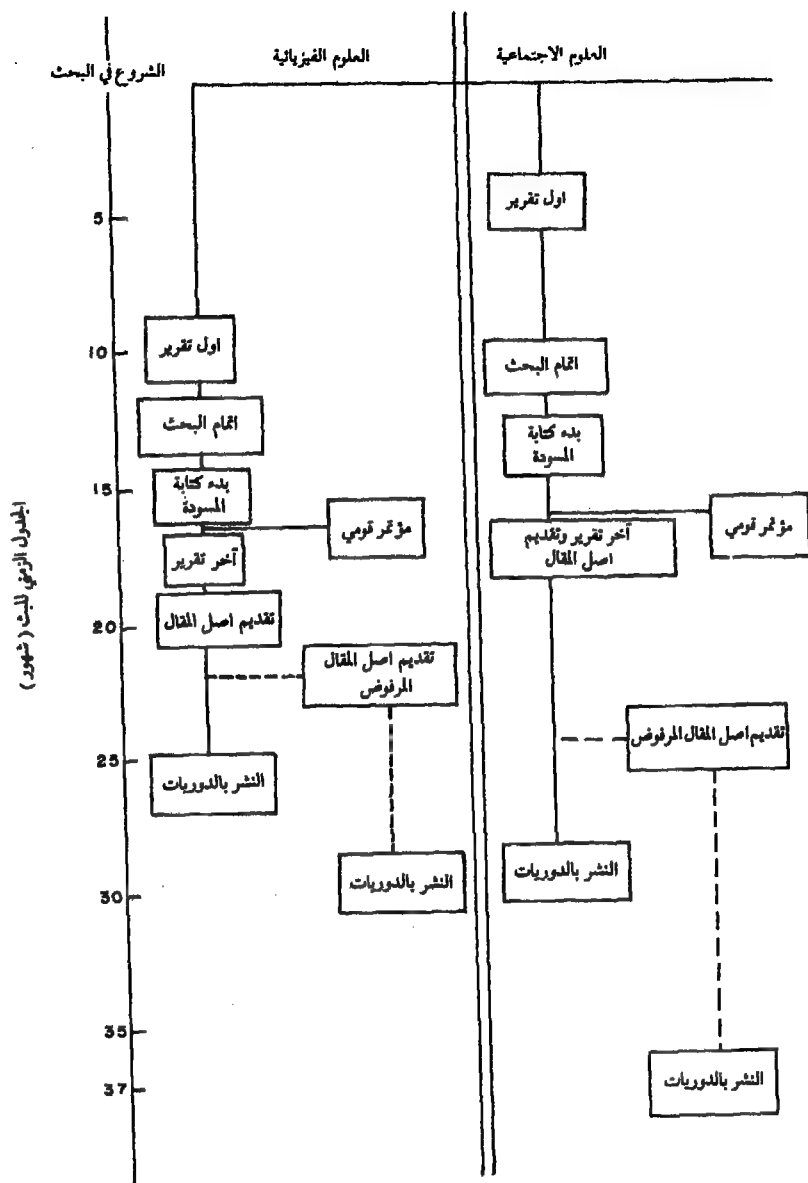 العلوم الاجتماعية
العلوم الفيزيائية
الشروع في البحث
اول تقرير
اتمام البحث
بدء كتابة
المسودة
مؤتمر قومي
آخر تقرير وتقديم
اصل المقال
تقديم اصل المقال المرفوض
النشر بالدوريات
النشر بالدوريات
اول تقرير
اتمام البحث
بدء كتابة
المسودة
مؤتمر قومي
آخر تقرير
تقديم اصل المقال
تقديم اصل المقال
المرفوض
النشر بالدوريات
النشر بالدوريات
5
10
15
20
25
30
35
37
الجدول الزمني للبث (شهور)